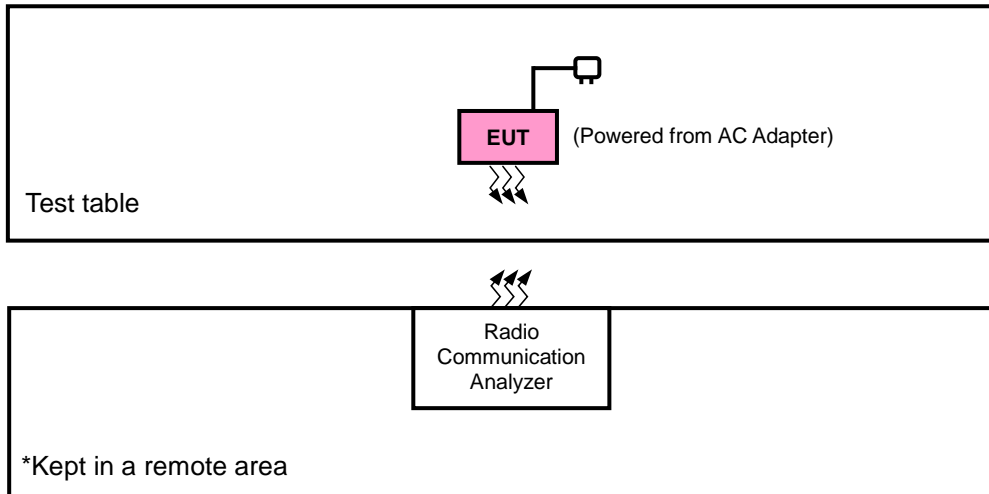 EUT
(Powered from AC Adapter)
Test table
Radio
Communication
Analyzer
*Kept in a remote area